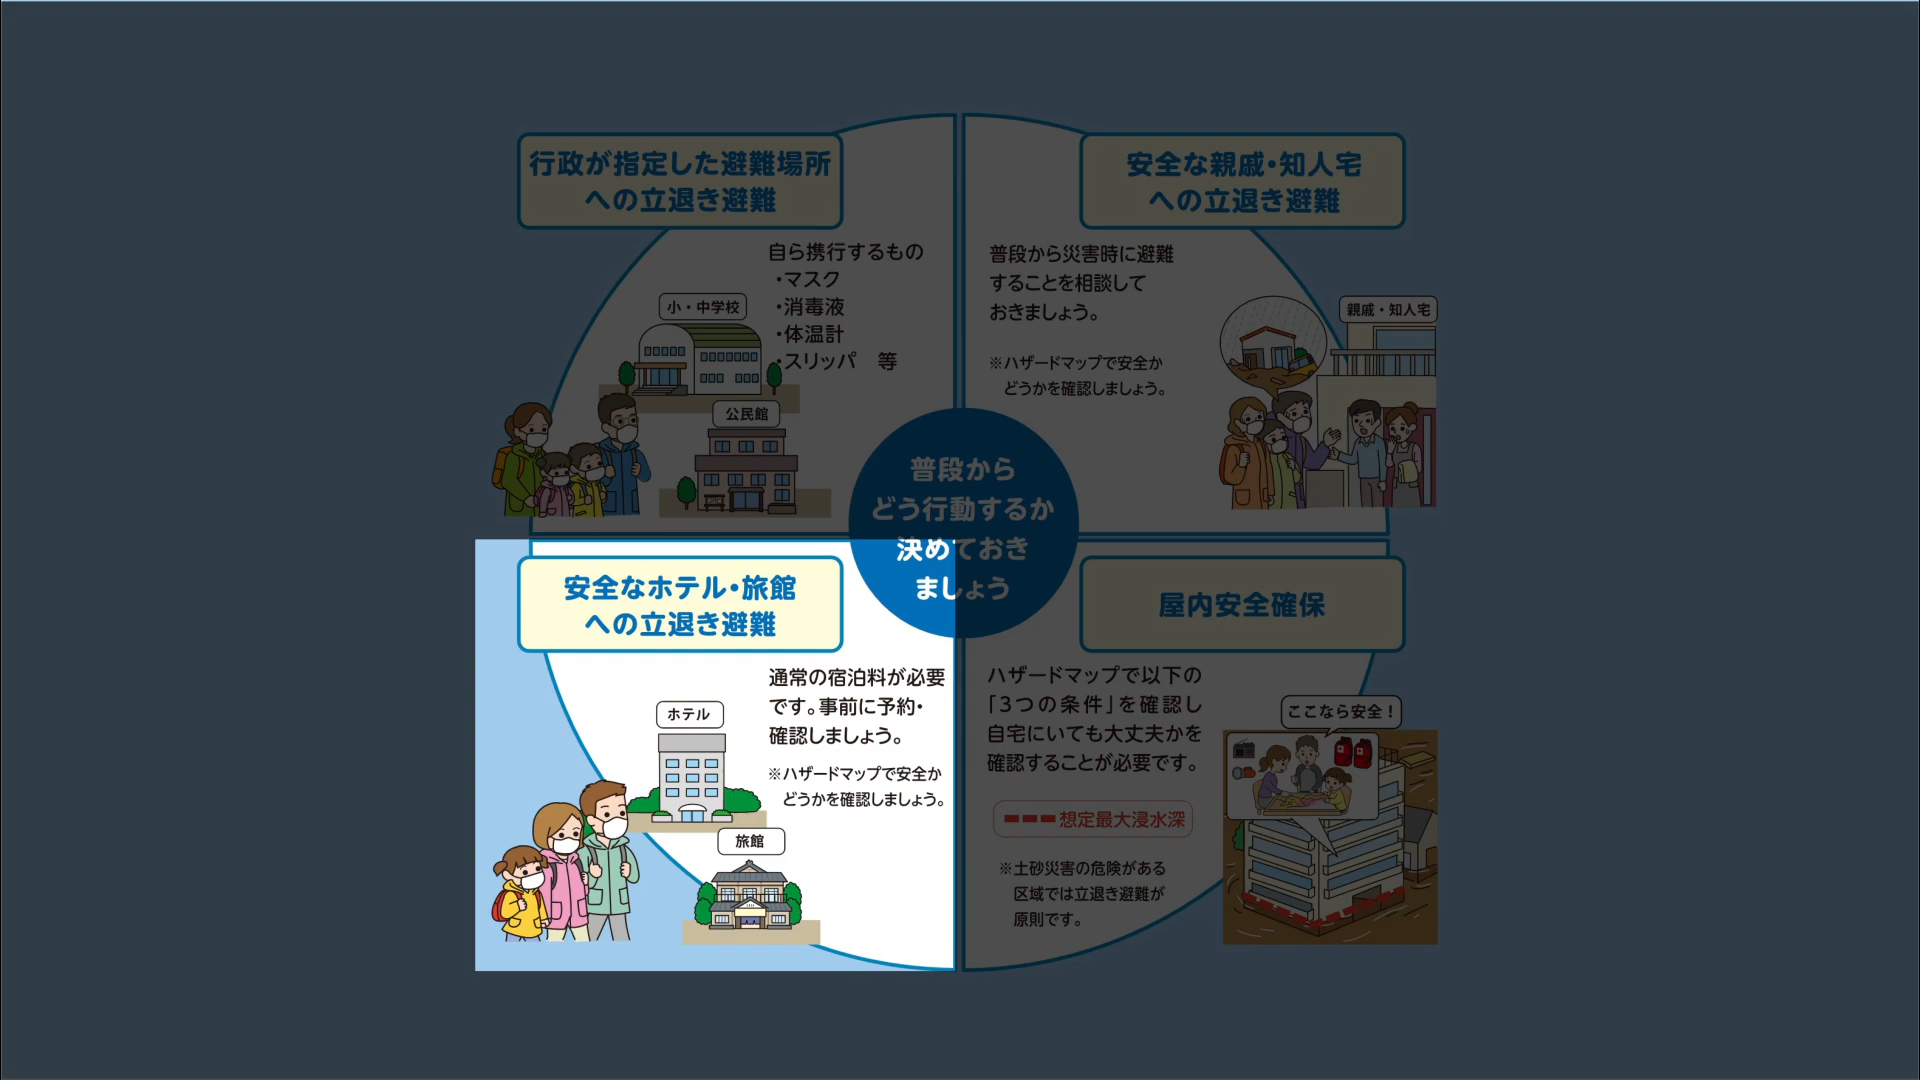 行政が指定した避難場所
への立退き避難
自ら携行するもの
・マスク
・消毒液
・体温計
・スリッパ　等
小・中学校
公民館
安全な親戚・知人宅
への立退き避難
普段から災害時に避難
することを相談して
おきましょう。
※ハザードマップで安全か
どうかを確認しましょう。
親戚・知人宅
普段から
どう行動するか
決めておき
ましょう
安全なホテル・旅館
への立退き避難
通常の宿泊料が必要
です。事前に予約・
確認しましょう。
※ハザードマップで安全か
どうかを確認しましょう。
ホテル
旅館
屋内安全確保
ハザードマップで以下の
「3つの条件」を確認し
自宅にいても大丈夫かを
確認することが必要です。
想定最大浸水深
※土砂災害の危険がある
区域では立退き避難が
原則です。
ここなら安全！